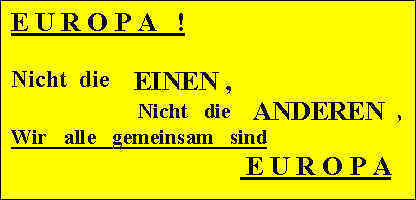 E U R O P A !
Nicht die EINEN ,
Nicht die ANDEREN ,
Wir alle gemeinsam sind
E U R O P A